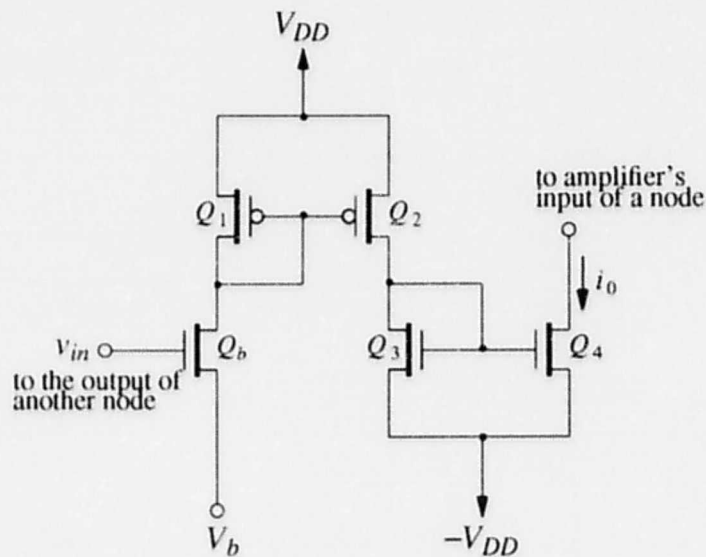 V_DD
to amplifier's
input of a node
Q_1
Q_2
i_0
v_in
Q_b
Q_3
Q_4
to the output of
another node
V_b
−V_DD